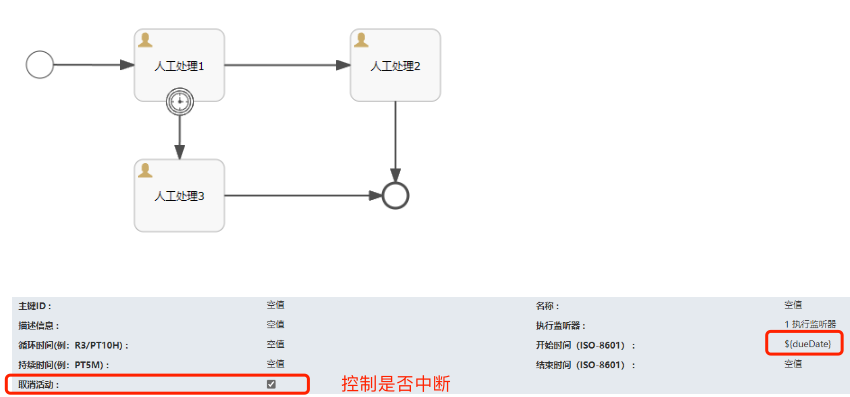 人工处理1
人工处理2
人工处理3
主键ID： 空值 名称： 空值
描述信息： 空值 执行监听器： 1 执行监听器
循环时间(例：R3/PT10H)： 空值 开始时间（ISO-8601）： ${dueDate}
持续时间(例：PT5M)： 空值 结束时间（ISO-8601）： 空值
取消活动： 控制是否中断